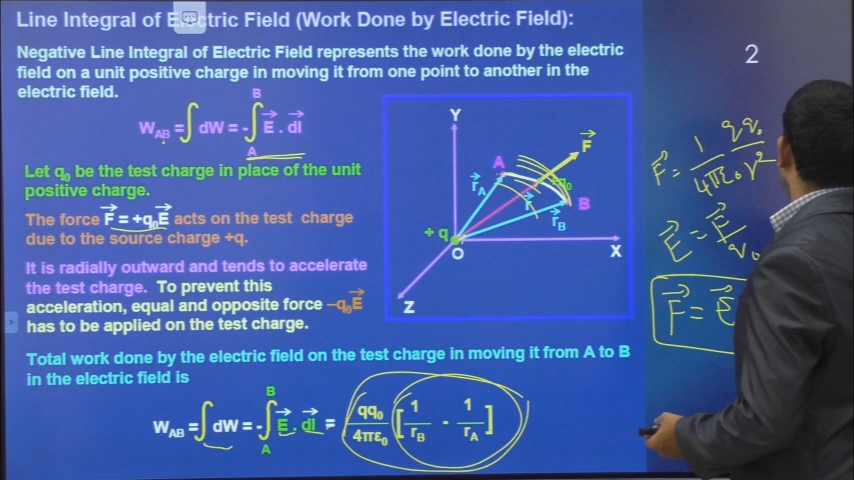 Line Integral of Electric Field (Work Done by Electric Field):
2
Negative Line Integral of Electric Field represents the work done by the electric
field on a unit positive charge in moving it from one point to another in the
electric field.
W_AB = ∫ dW = - ∫_A^B E⃗ . dl⃗
Let q₀ be the test charge in place of the unit
positive charge.
The force F⃗ = +q₀E⃗ acts on the test charge
due to the source charge +q.
It is radially outward and tends to accelerate
the test charge. To prevent this
acceleration, equal and opposite force –q₀E⃗
has to be applied on the test charge.
Y
F⃗
A
r⃗_A
+q₀
B
r⃗
r⃗_B
+ q
O
X
Z
F⃗ = 1/4πε₀ qq₀/r²
E⃗ = F⃗/q₀
F⃗ = E⃗
Total work done by the electric field on the test charge in moving it from A to B
in the electric field is
W_AB = ∫ dW = - ∫_A^B E⃗ . dl⃗ = qq₀/4πε₀ [ 1/r_B - 1/r_A ]